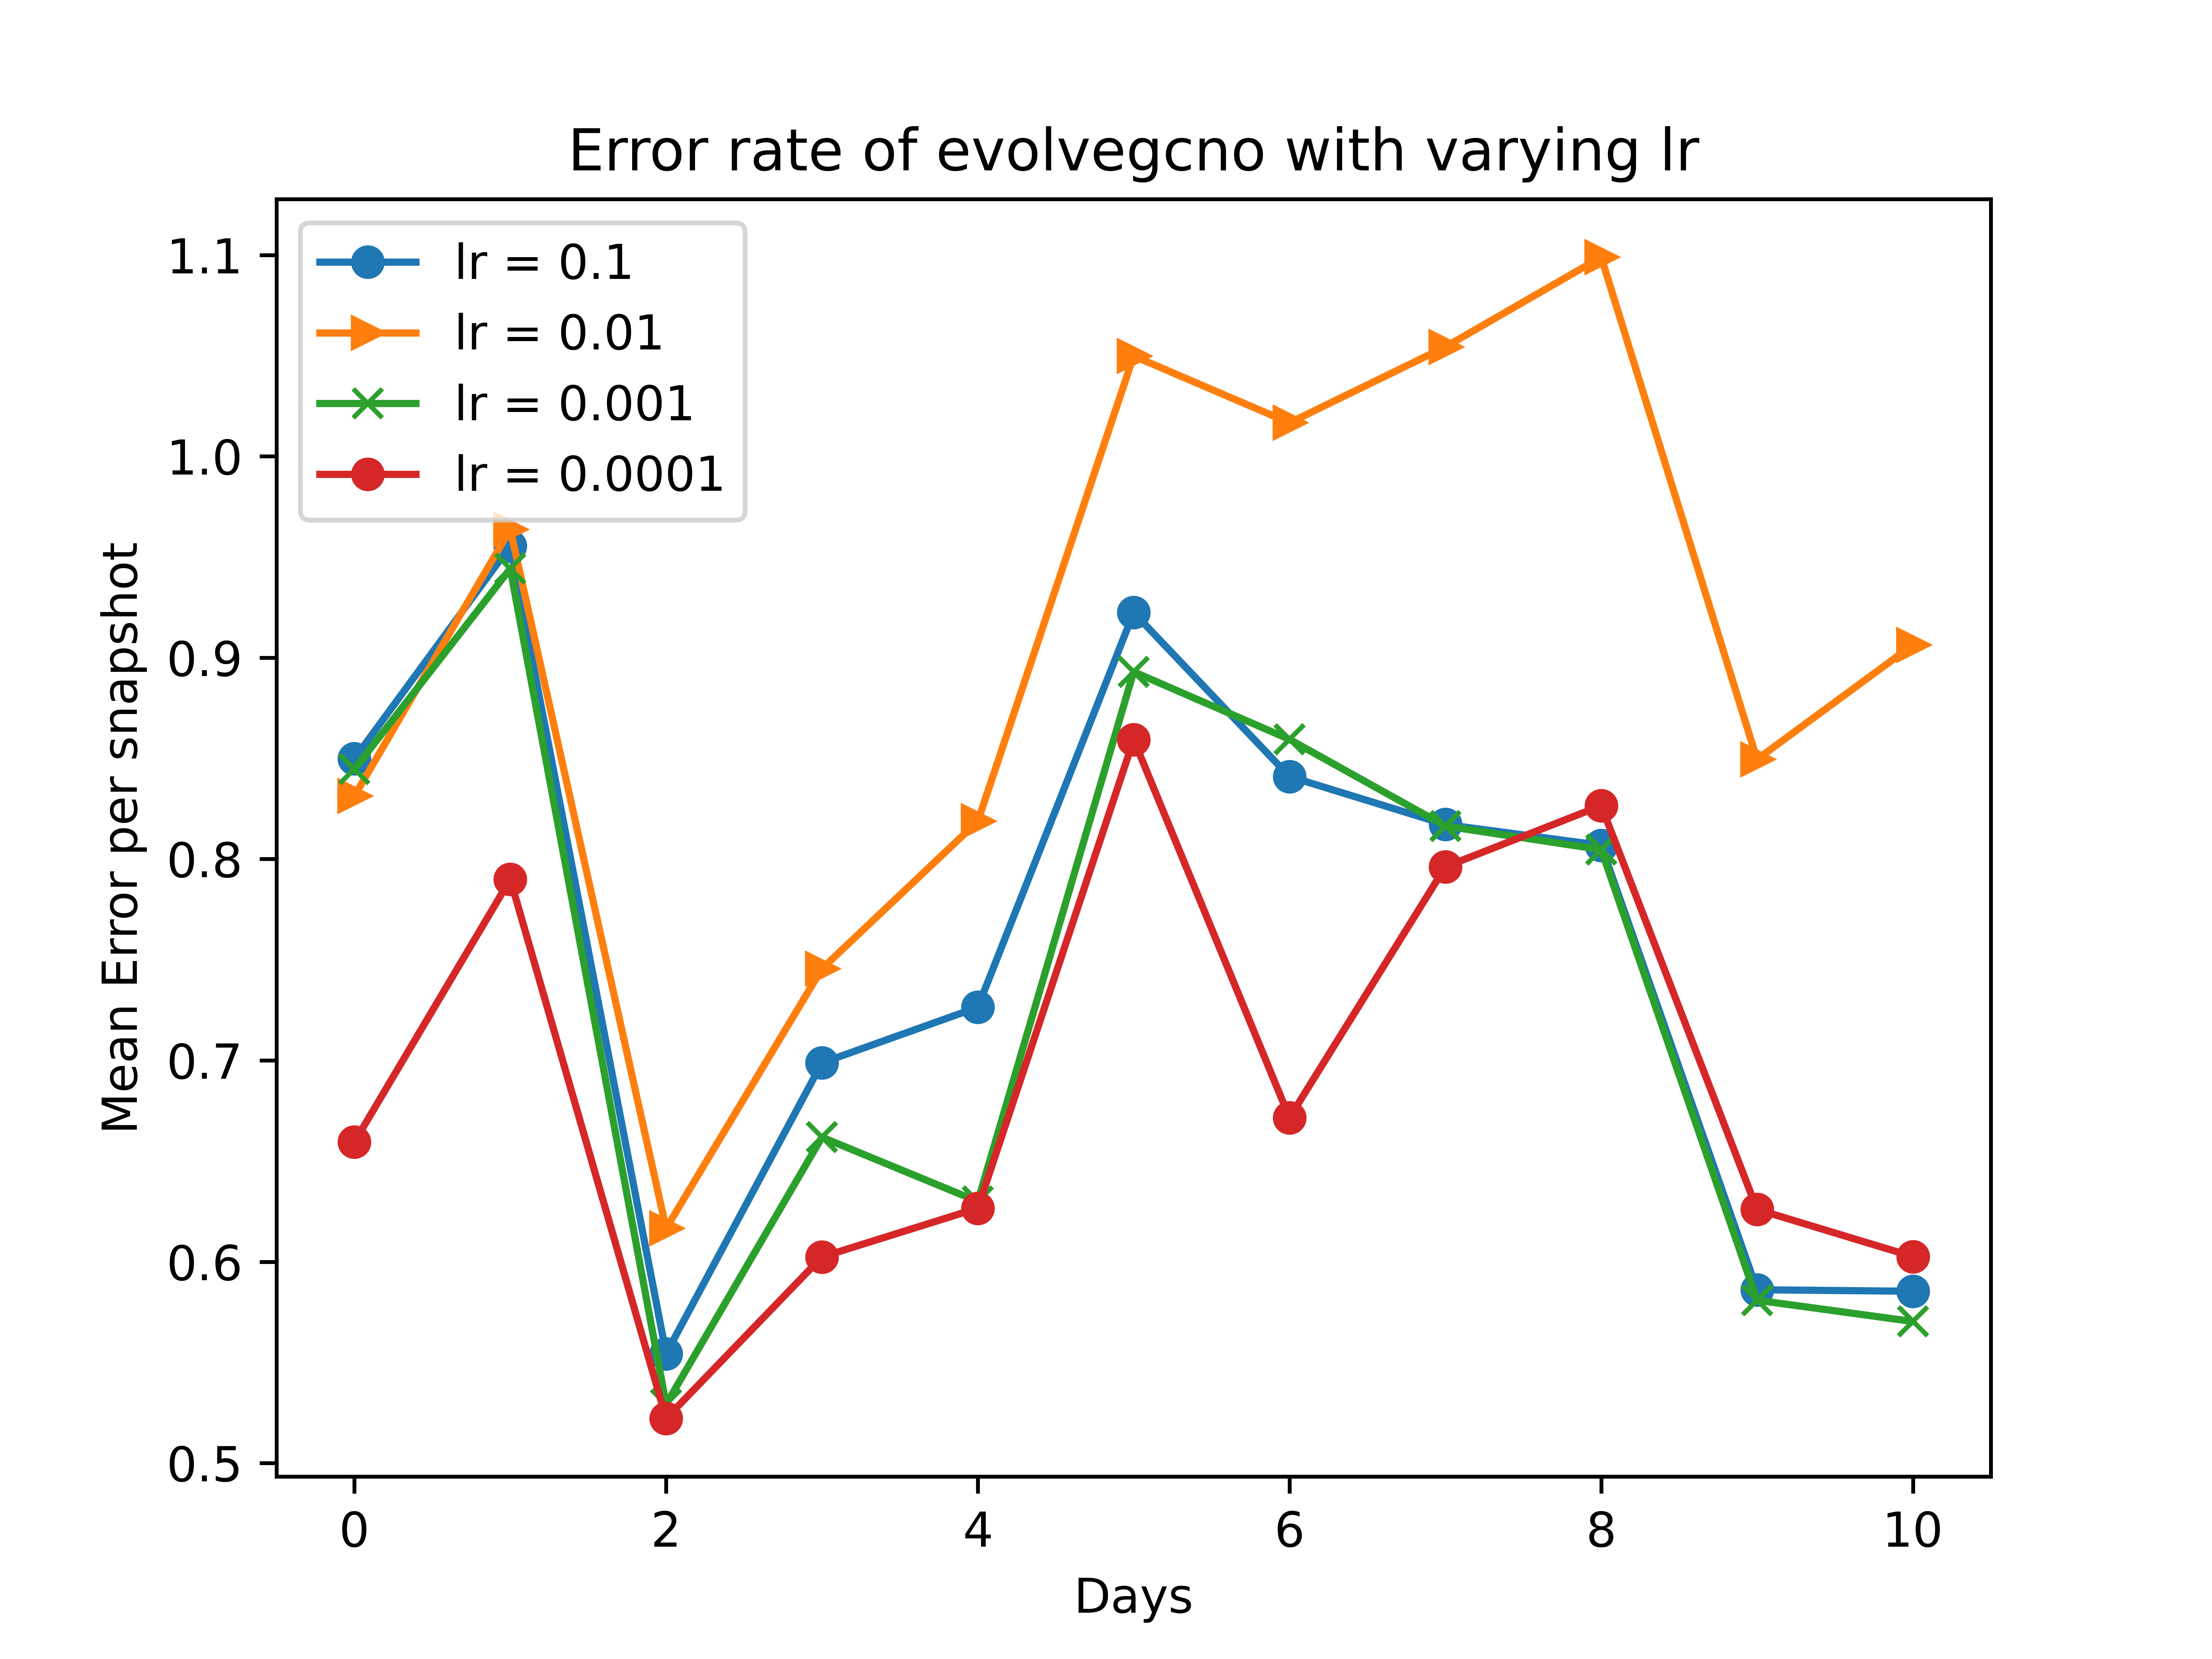 Error rate of evolvegcno with varying lr
lr = 0.1
lr = 0.01
lr = 0.001
lr = 0.0001
Mean Error per snapshot
1.1
1.0
0.9
0.8
0.7
0.6
0.5
0 2 4 6 8 10
Days